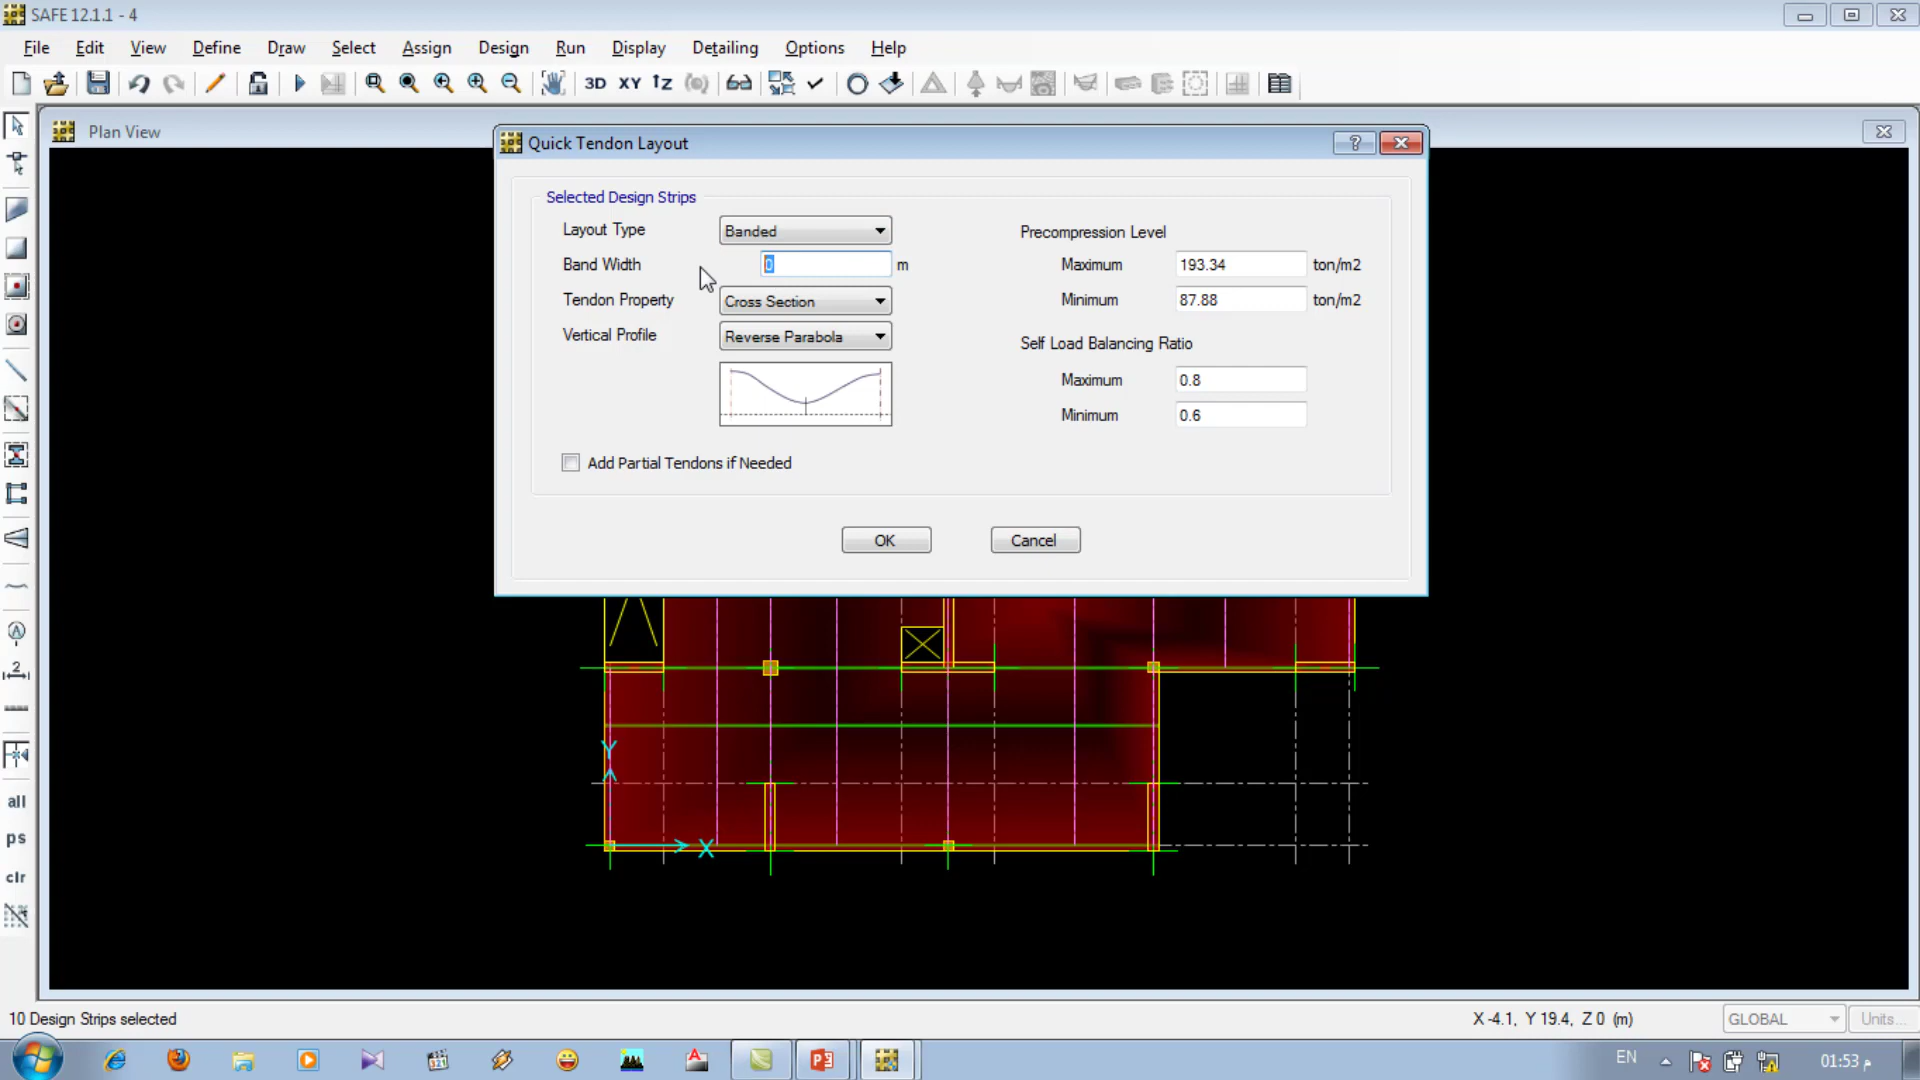 SAFE 12.1.1 - 4
File Edit View Define Draw Select Assign Design Run Display Detailing Options Help
3D XY
Plan View
Quick Tendon Layout
Selected Design Strips
Layout Type Banded
Band Width 0 m
Tendon Property Cross Section
Vertical Profile Reverse Parabola
Add Partial Tendons if Needed
Precompression Level
Maximum 193.34 ton/m2
Minimum 87.88 ton/m2
Self Load Balancing Ratio
Maximum 0.8
Minimum 0.6
OK Cancel
Y
X
all
ps
clr
10 Design Strips selected
X -4.1, Y 19.4, Z 0 (m)
GLOBAL
Units...
EN
01:53 م